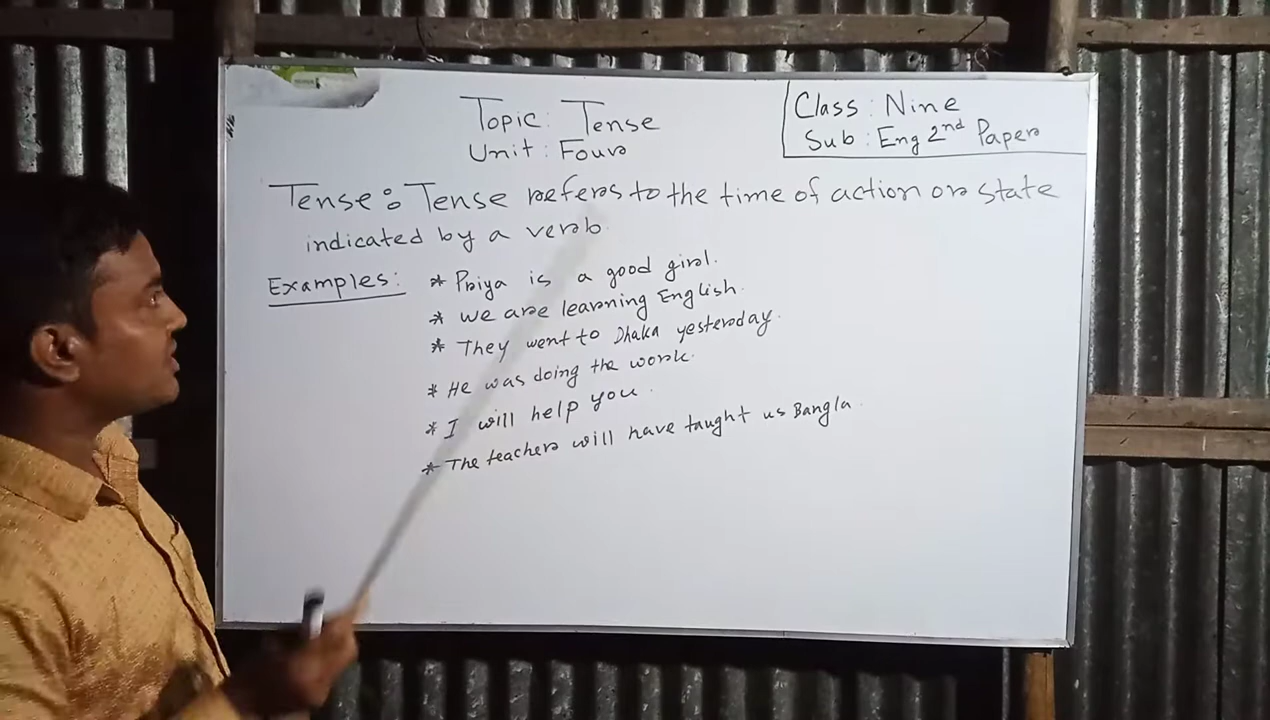 Topic: Tense
Unit: Four
Class: Nine
Sub: Eng 2nd Paper
Tense: Tense refers to the time of action or state
indicated by a verb.
Examples: * Priya is a good girl.
* We are learning English.
* They went to Dhaka yesterday.
* He was doing the work.
* I will help you.
* The teachers will have taught us Bangla.